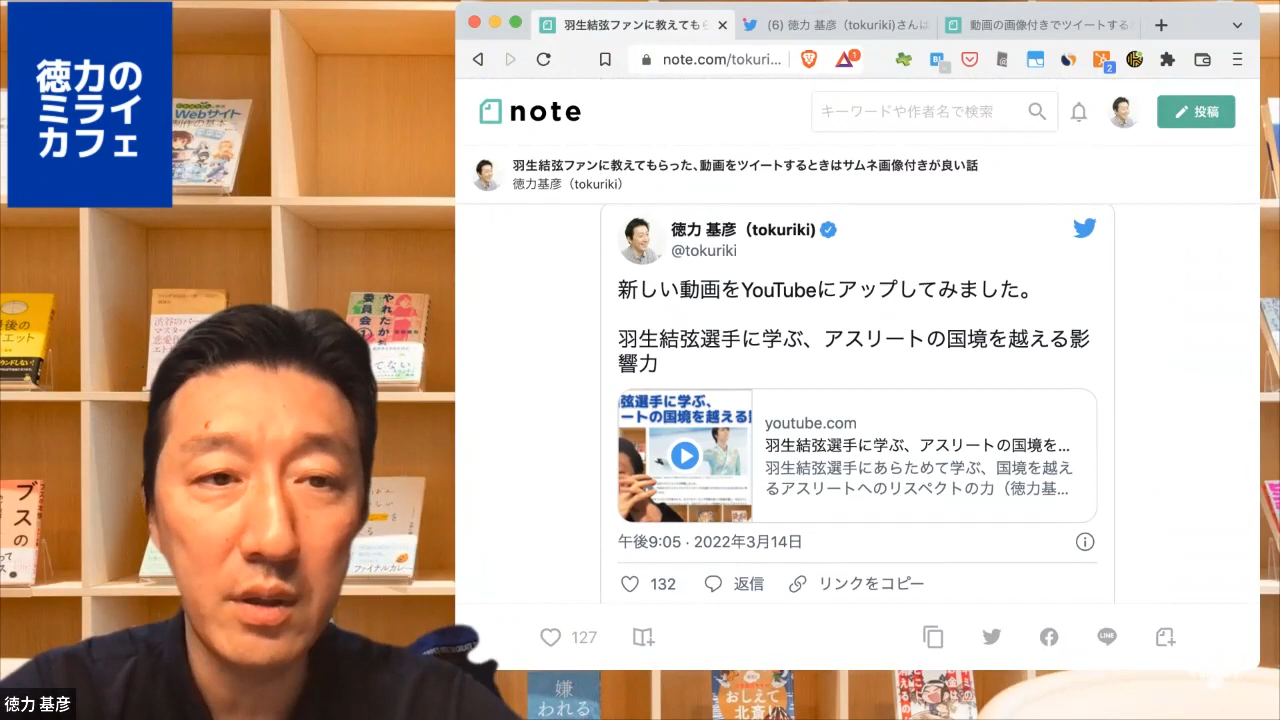 徳力の
ミライ
カフェ
羽生結弦ファンに教えてもら
(6) 徳力 基彦（tokuriki)さんは
動画の画像付きでツイートする
note.com/tokuri...
1
2
note
キーワードや作者名で検索
投稿
羽生結弦ファンに教えてもらった、動画をツイートするときはサムネ画像付きが良い話
徳力基彦（tokuriki）
徳力 基彦（tokuriki)
@tokuriki
新しい動画をYouTubeにアップしてみました。
羽生結弦選手に学ぶ、アスリートの国境を越える影
響力
弦選手に学ぶ、
ートの国境を越える
youtube.com
羽生結弦選手に学ぶ、アスリートの国境を...
羽生結弦選手にあらためて学ぶ、国境を越え
るアスリートへのリスペクトの力（徳力基...
午後9:05 · 2022年3月14日
132
返信
リンクをコピー
127
LINE
Webサイト
制作の基本
やれたかも
委員会
1
ブスの
ファイナルカレー
嫌
われる
おしえて
北斎
徳力 基彦